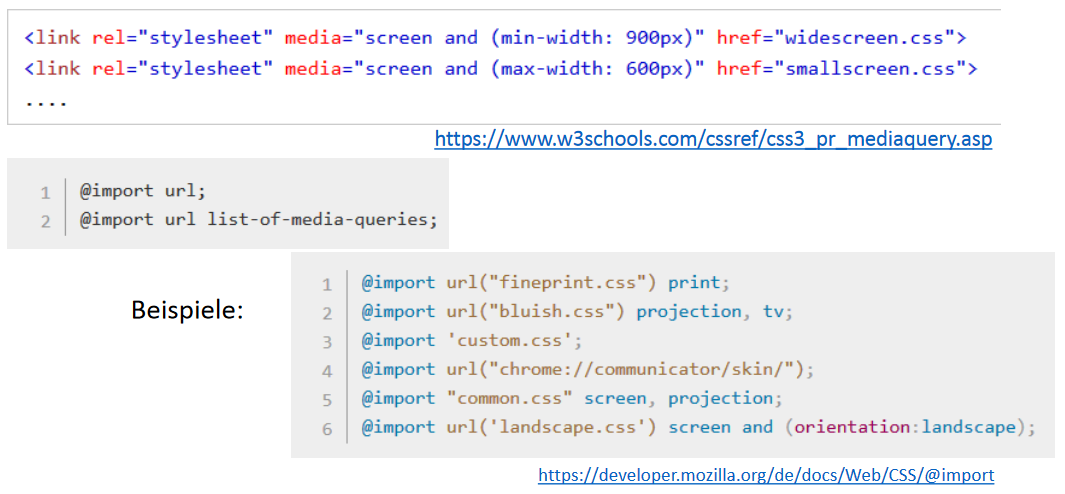 <link rel="stylesheet" media="screen and (min-width: 900px)" href="widescreen.css">
<link rel="stylesheet" media="screen and (max-width: 600px)" href="smallscreen.css">
....
https://www.w3schools.com/cssref/css3_pr_mediaquery.asp
1 @import url;
2 @import url list-of-media-queries;
Beispiele:
1 @import url("fineprint.css") print;
2 @import url("bluish.css") projection, tv;
3 @import 'custom.css';
4 @import url("chrome://communicator/skin/");
5 @import "common.css" screen, projection;
6 @import url('landscape.css') screen and (orientation:landscape);
https://developer.mozilla.org/de/docs/Web/CSS/@import